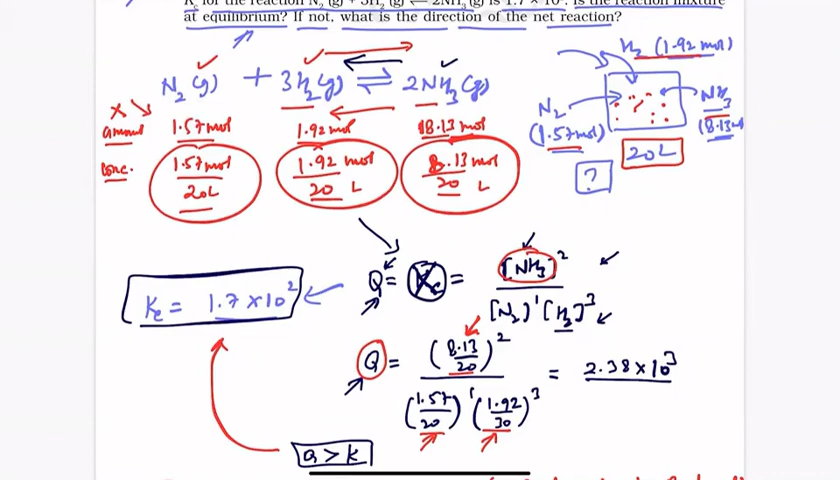 K for the reaction N₂ (g) + 3H₂ (g) ⇌ 2NH₃ (g) is 1.7 × 10². Is the reaction mixture
at equilibrium? If not, what is the direction of the net reaction?
N₂(g) + 3H₂(g) ⇌ 2NH₃(g)
amount 1.57 mol 1.92 mol 8.13 mol
Conc. 1.57 mol / 20L 1.92 mol / 20 L 8.13 mol / 20 L
H₂ (1.92 mol)
N₂ (1.57 mol)
NH₃ (8.13 mol
20L
?
Q = Kc = [NH₃]² / [N₂]¹ [H₂]³
Kc = 1.7 × 10²
Q = (8.13/20)² / (1.57/20)¹ (1.92/30)³ = 2.38 × 10³
Q > K